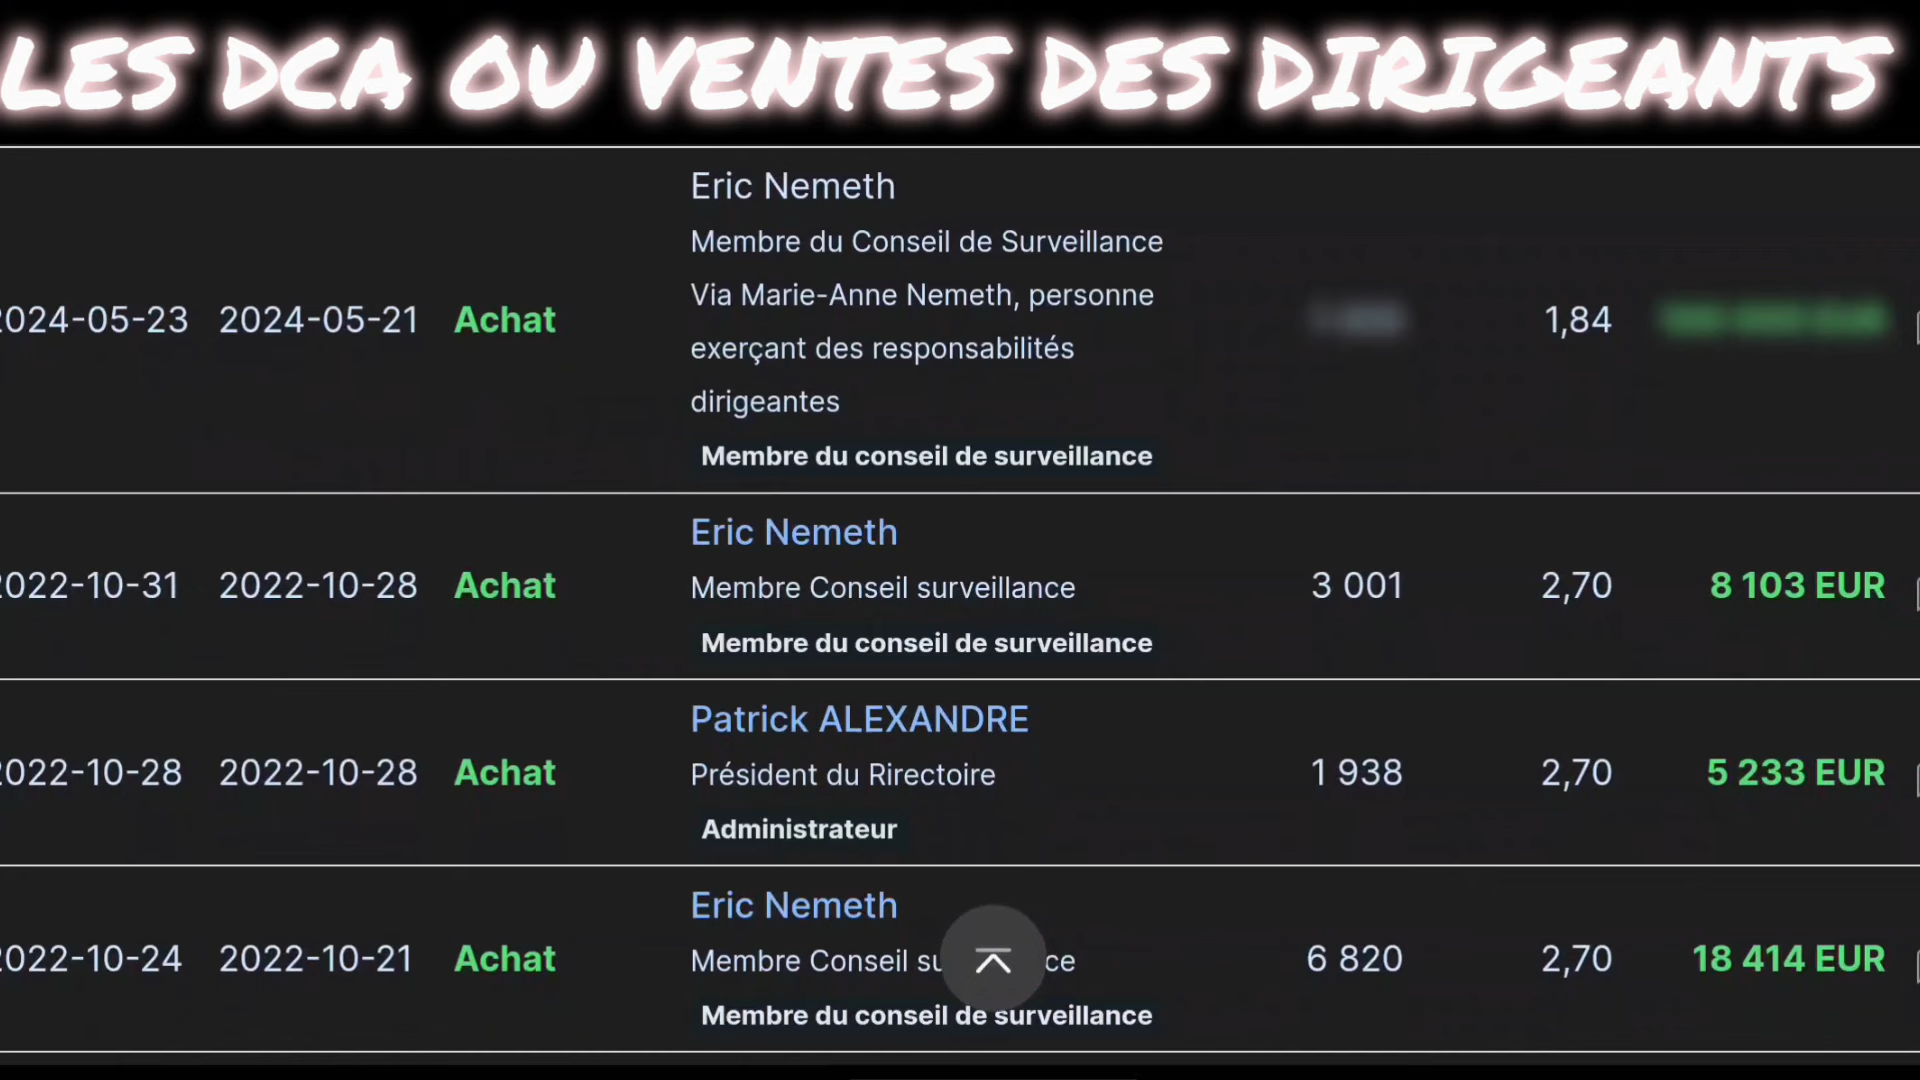 LES DCA OU VENTES DES DIRIGEANTS
Eric Nemeth
Membre du Conseil de Surveillance
Via Marie-Anne Nemeth, personne
2024-05-23 2024-05-21 Achat 1,84
exerçant des responsabilités
dirigeantes
Membre du conseil de surveillance
Eric Nemeth
2022-10-31 2022-10-28 Achat Membre Conseil surveillance 3 001 2,70 8 103 EUR
Membre du conseil de surveillance
Patrick ALEXANDRE
2022-10-28 2022-10-28 Achat Président du Rirectoire 1 938 2,70 5 233 EUR
Administrateur
Eric Nemeth
2022-10-24 2022-10-21 Achat Membre Conseil su ce 6 820 2,70 18 414 EUR
Membre du conseil de surveillance